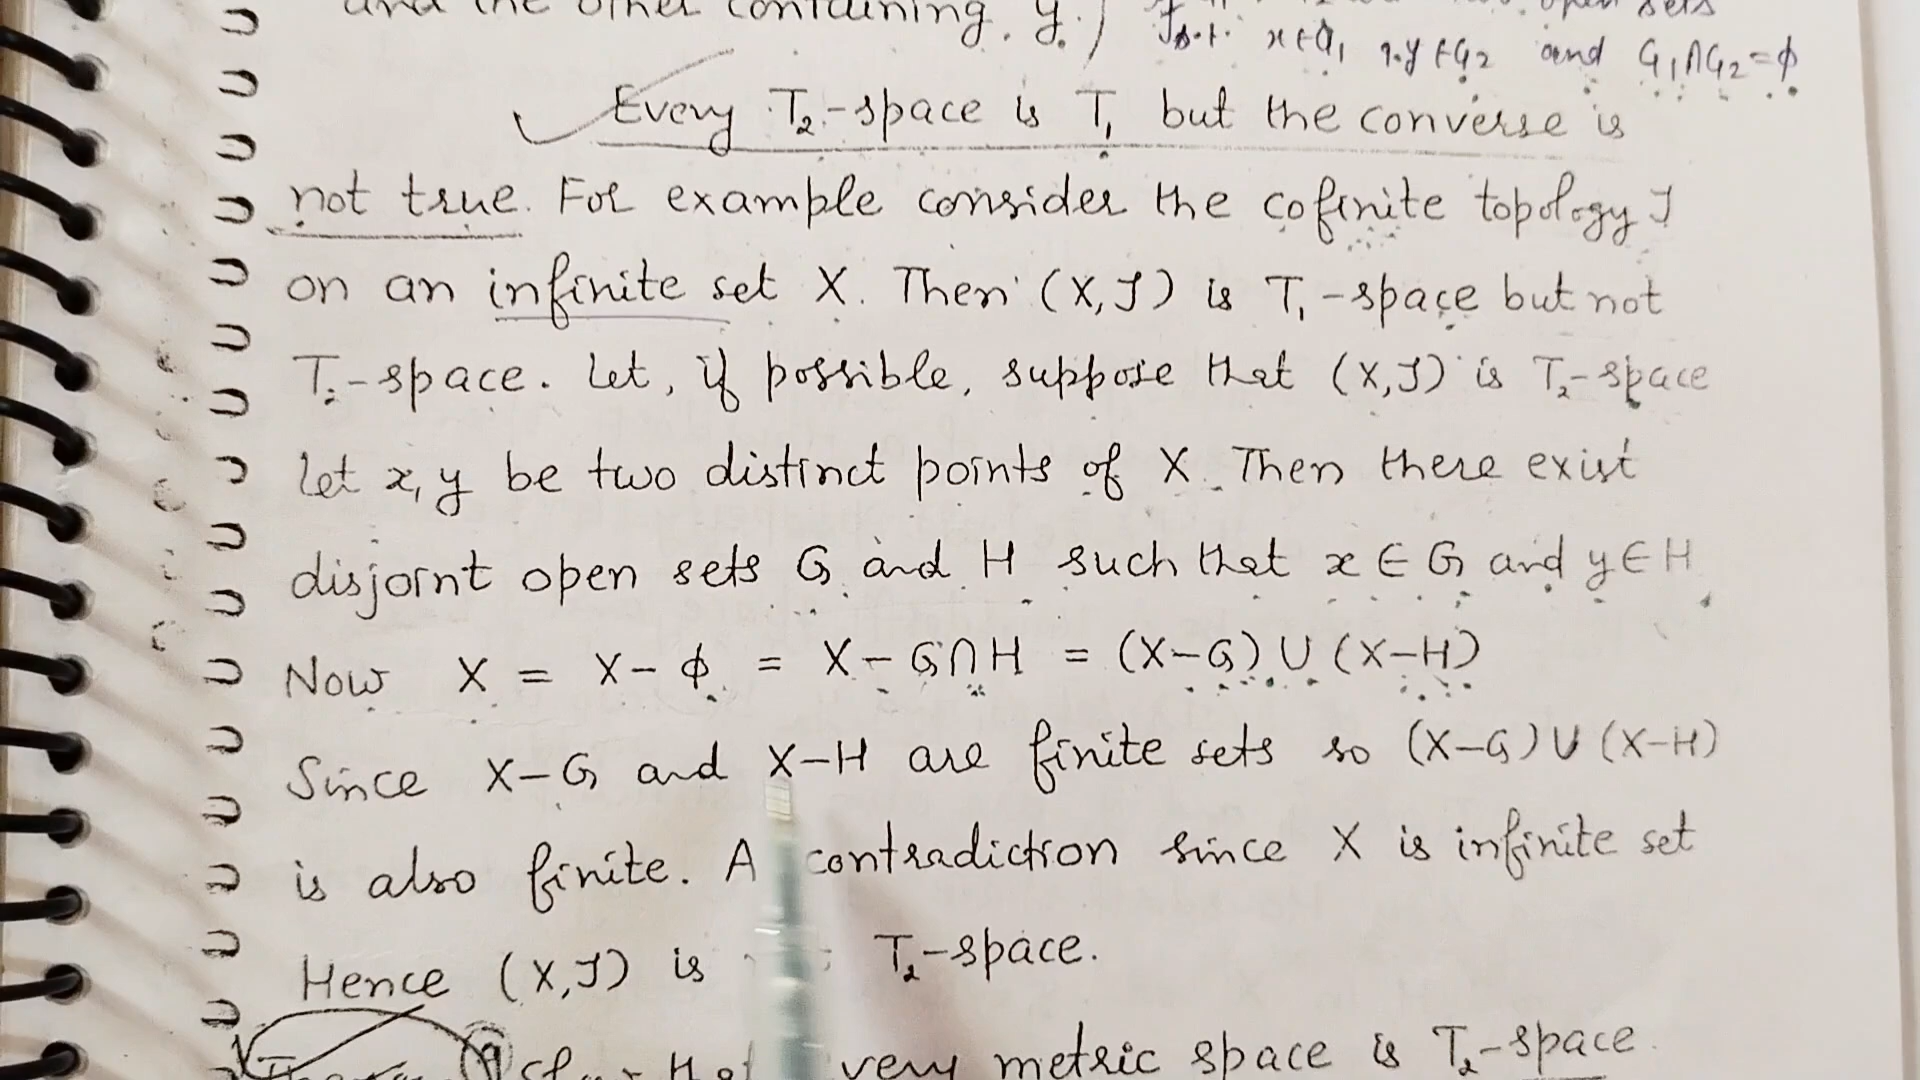 and the other containing y.)
open sets
s.t. x∈G₁ & y∈G₂ and G₁∩G₂=ϕ
Every T₂-space is T₁ but the converse is
not true. For example consider the cofinite topology J
on an infinite set X. Then (X,J) is T₁-space but not
T₂-space. Let, if possible, suppose that (X,J) is T₂-space
Let x, y be two distinct points of X. Then there exist
disjoint open sets G and H such that x∈G and y∈H
Now X = X-ϕ = X-G∩H = (X-G)∪(X-H)
Since X-G and X-H are finite sets so (X-G)∪(X-H)
is also finite. A contradiction since X is infinite set
Hence (X,J) is T₂-space.
very metric space is T₂-space.